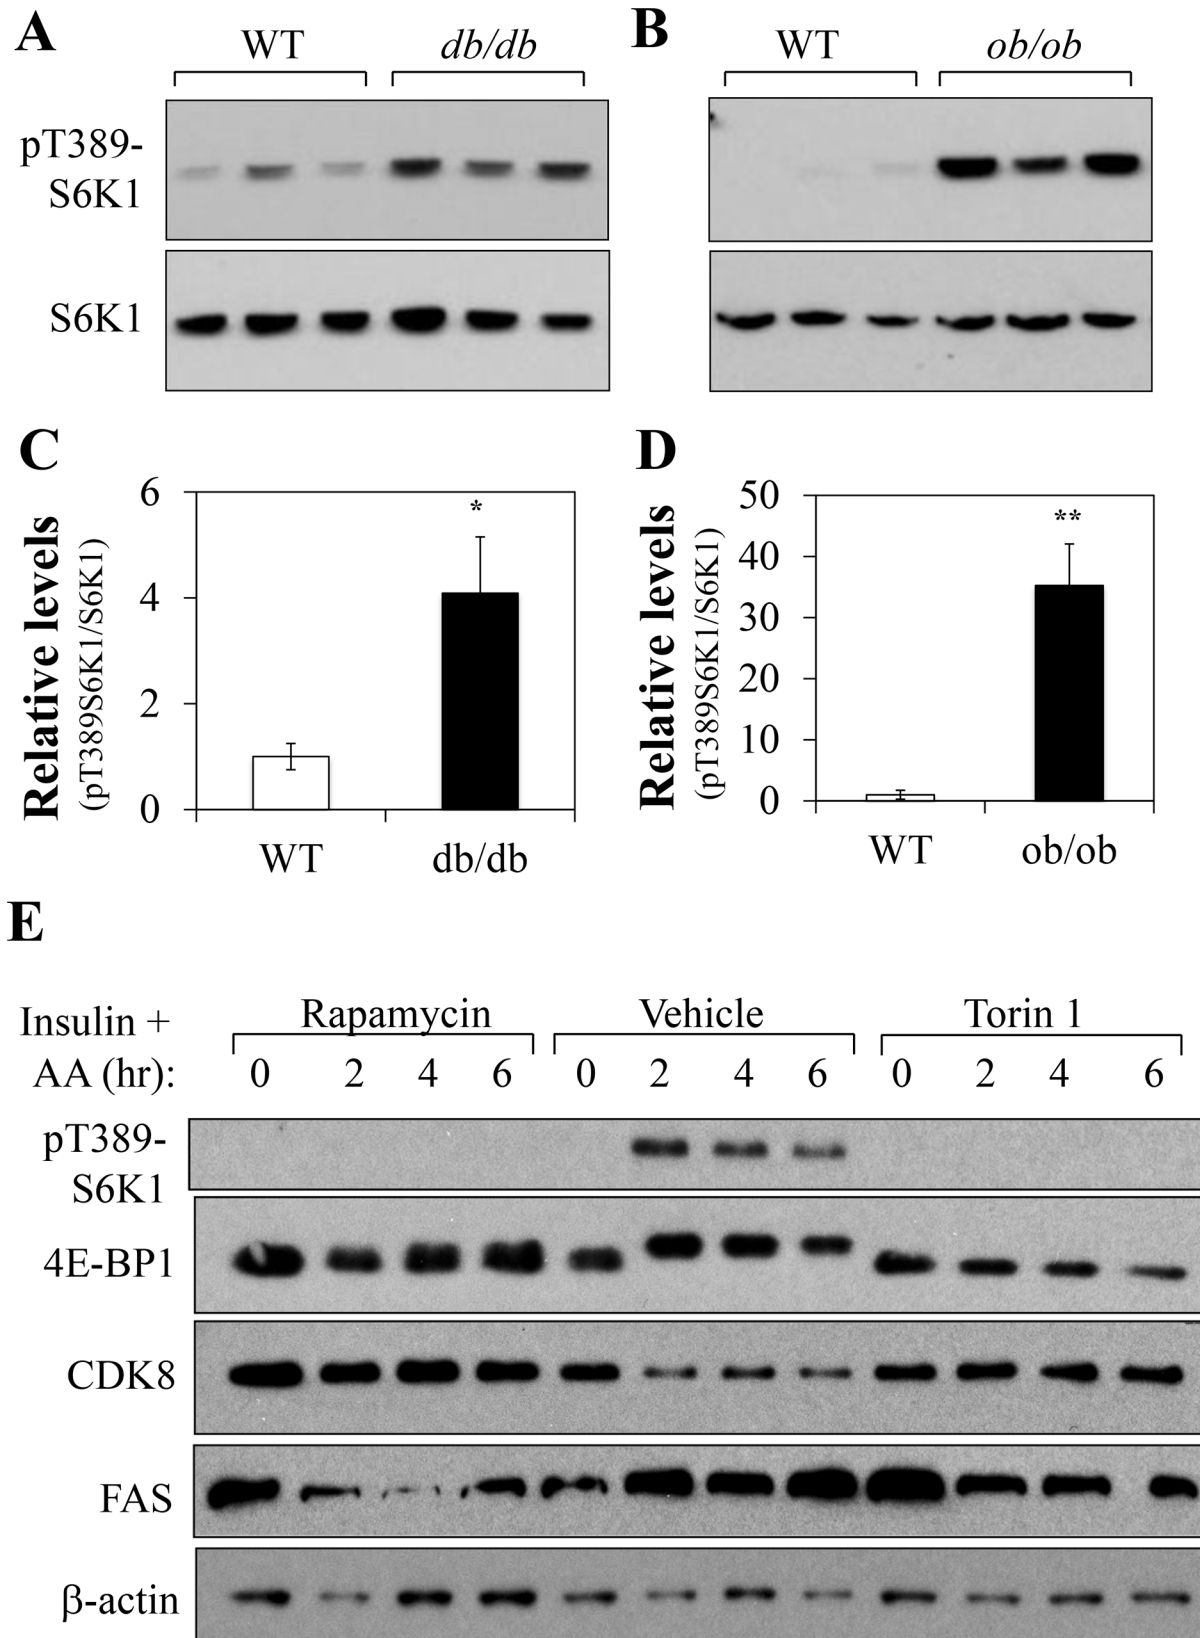 A
WT
db/db
pT389-
S6K1
S6K1
B
WT
ob/ob
C
Relative levels
(pT389S6K1/S6K1)
6
4
2
0
WT
db/db
*
D
Relative levels
(pT389S6K1/S6K1)
50
40
30
20
10
0
WT
ob/ob
**
E
Rapamycin
Vehicle
Torin 1
Insulin +
AA (hr):
0 2 4 6 0 2 4 6 0 2 4 6
pT389-
S6K1
4E-BP1
CDK8
FAS
β-actin